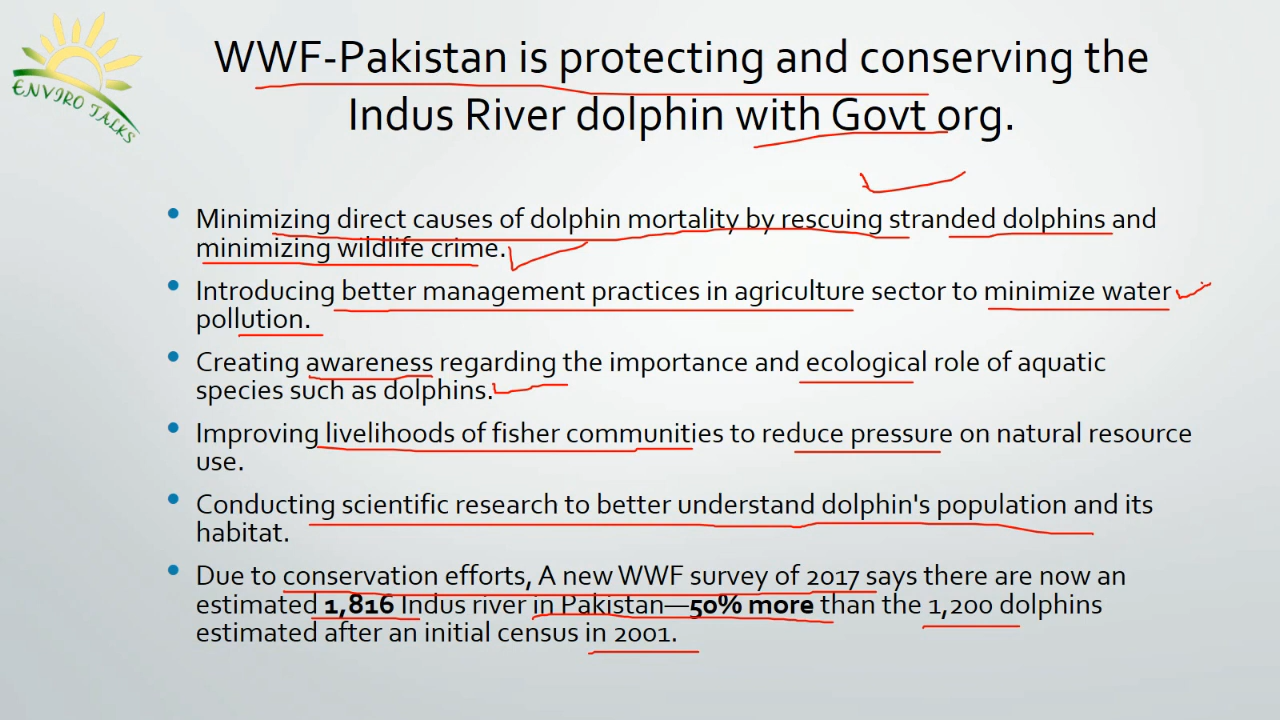 ENVIRO TALKS
WWF-Pakistan is protecting and conserving the
Indus River dolphin with Govt org.
• Minimizing direct causes of dolphin mortality by rescuing stranded dolphins and
minimizing wildlife crime.
• Introducing better management practices in agriculture sector to minimize water
pollution.
• Creating awareness regarding the importance and ecological role of aquatic
species such as dolphins.
• Improving livelihoods of fisher communities to reduce pressure on natural resource
use.
• Conducting scientific research to better understand dolphin's population and its
habitat.
• Due to conservation efforts, A new WWF survey of 2017 says there are now an
estimated 1,816 Indus river in Pakistan—50% more than the 1,200 dolphins
estimated after an initial census in 2001.